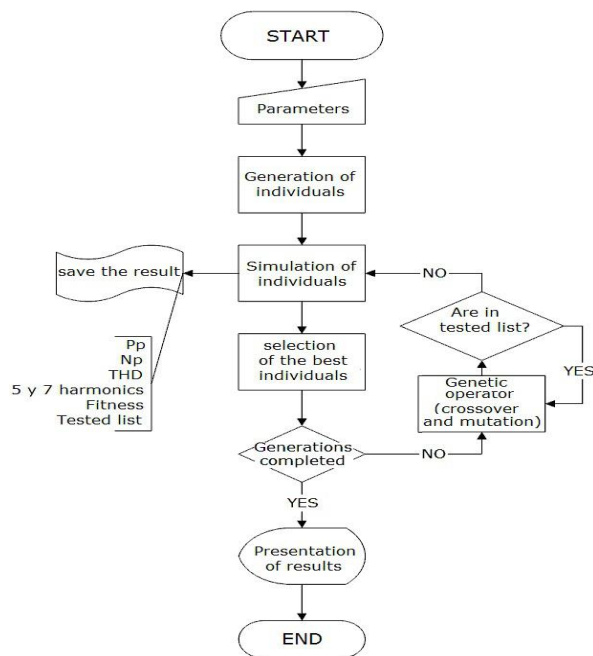 START
Parameters
Generation of
individuals
save the result
Simulation of
individuals
NO
Are in
tested list?
YES
Pp
Np
THD
5 y 7 harmonics
Fitness
Tested list
selection
of the best
individuals
Genetic
operator
(crossover
and mutation)
Generations
completed
NO
YES
Presentation
of results
END